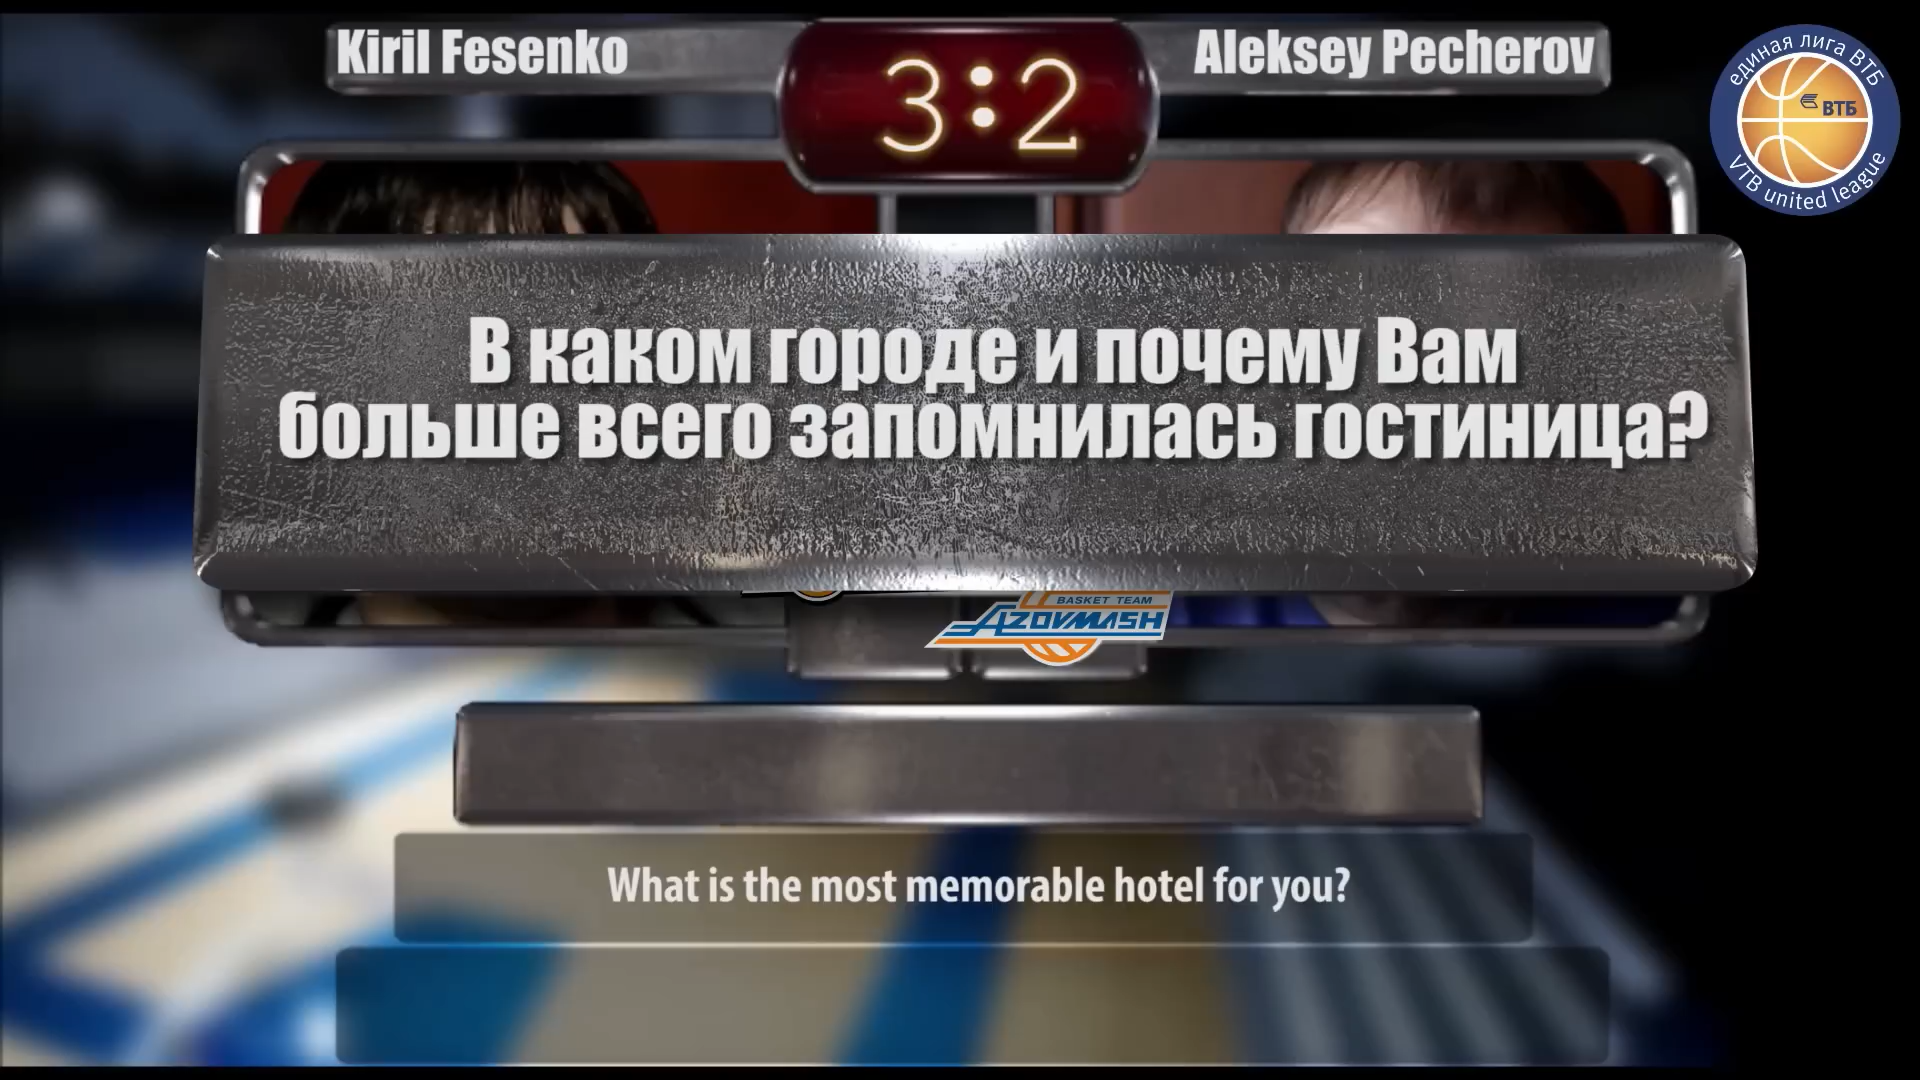 Kiril Fesenko
3:2
Aleksey Pecherov
единая лига ВТБ
ВТБ
VTB united league
В каком городе и почему Вам
больше всего запомнилась гостиница?
BASKET TEAM
AZOVMASH
What is the most memorable hotel for you?